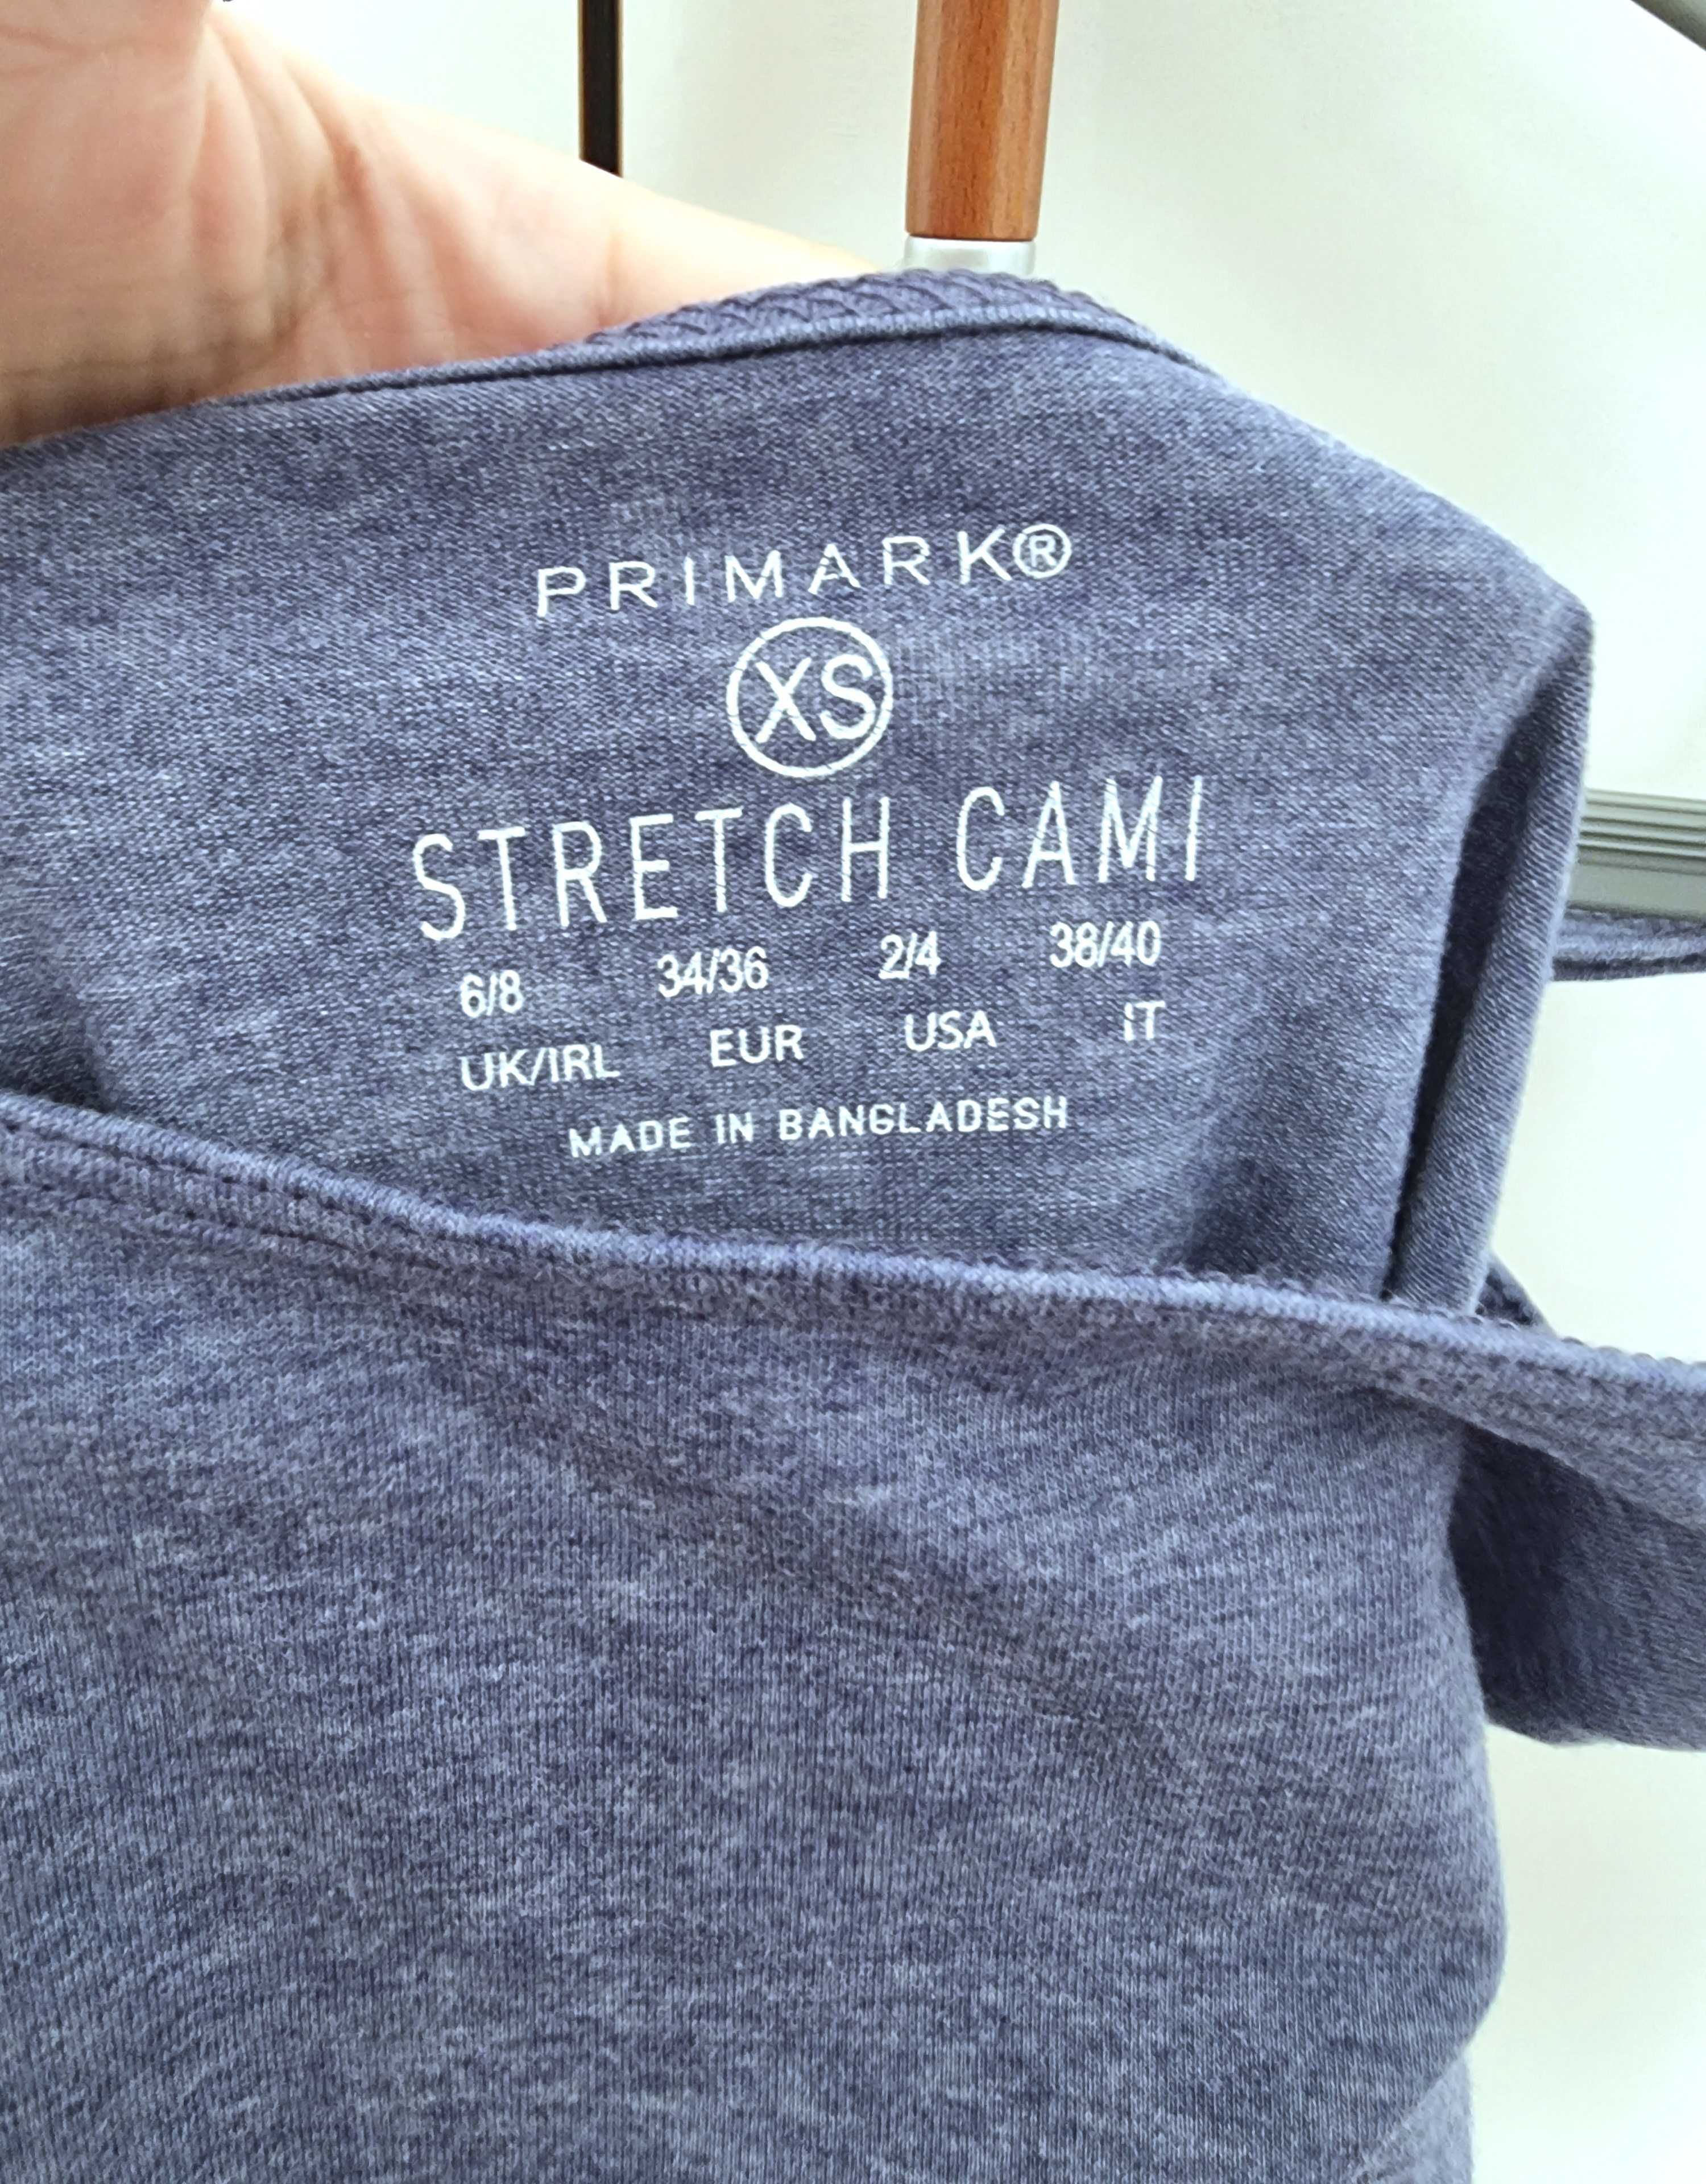 PRIMARK®
XS
STRETCH CAMI
6/8 34/36 2/4 38/40
UK/IRL EUR USA IT
MADE IN BANGLADESH